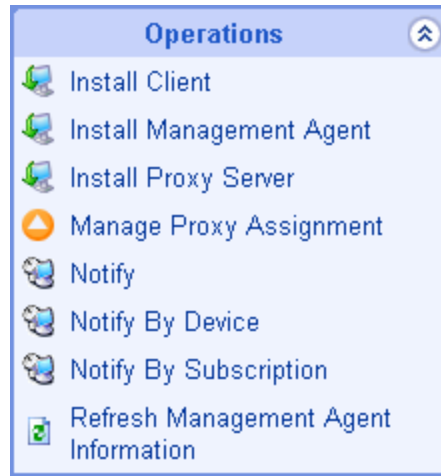 Operations
Install Client
Install Management Agent
Install Proxy Server
Manage Proxy Assignment
Notify
Notify By Device
Notify By Subscription
Refresh Management Agent
Information